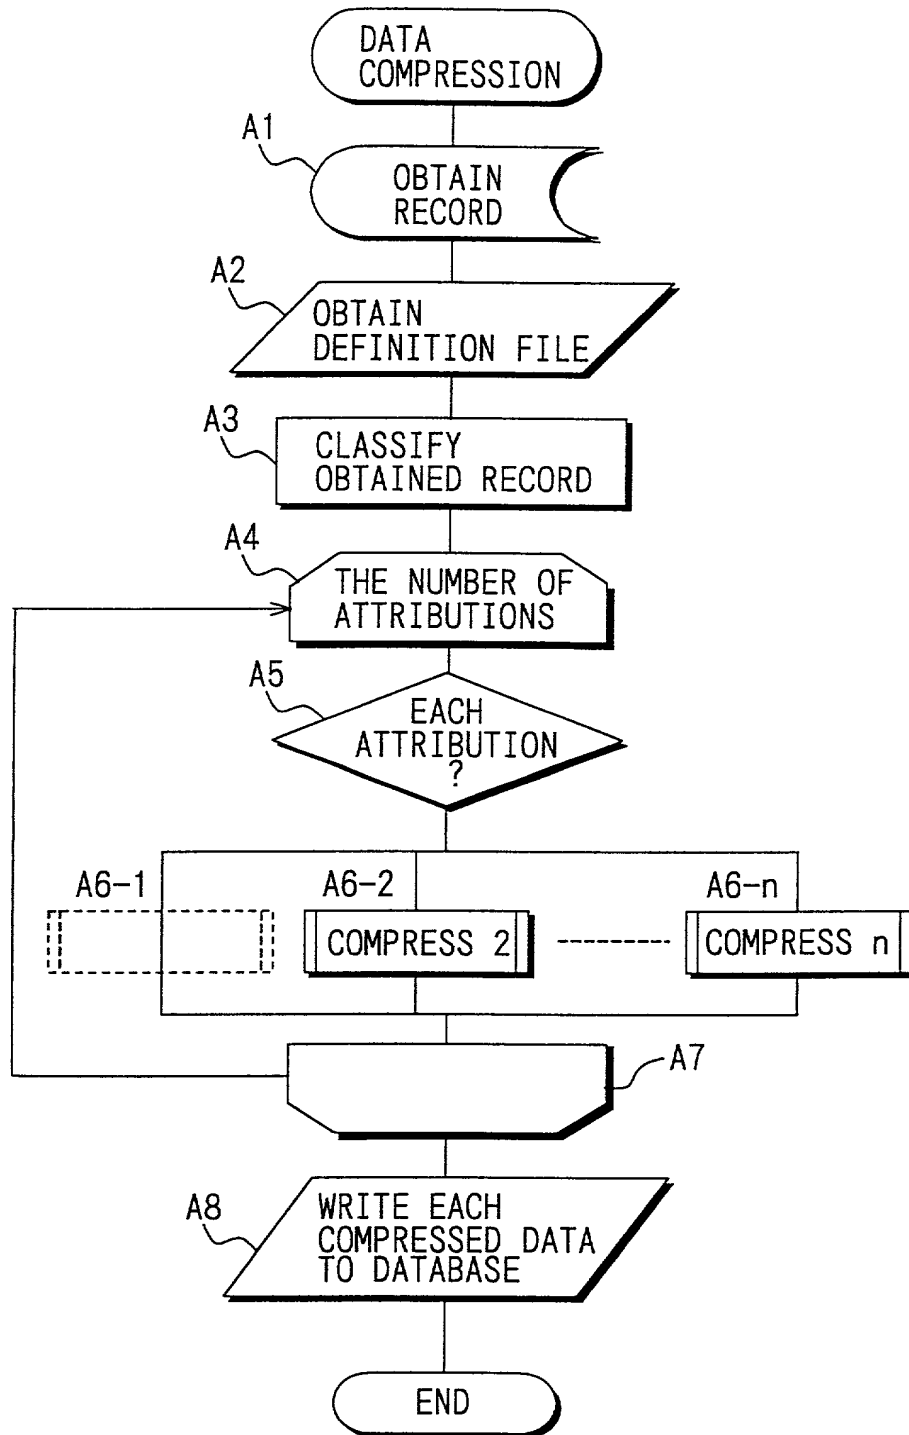 DATA
COMPRESSION
A1
OBTAIN
RECORD
A2
OBTAIN
DEFINITION FILE
A3
CLASSIFY
OBTAINED RECORD
A4
THE NUMBER OF
ATTRIBUTIONS
A5
EACH
ATTRIBUTION
?
A6-1
A6-2
A6-n
COMPRESS 2
COMPRESS n
A7
A8
WRITE EACH
COMPRESSED DATA
TO DATABASE
END